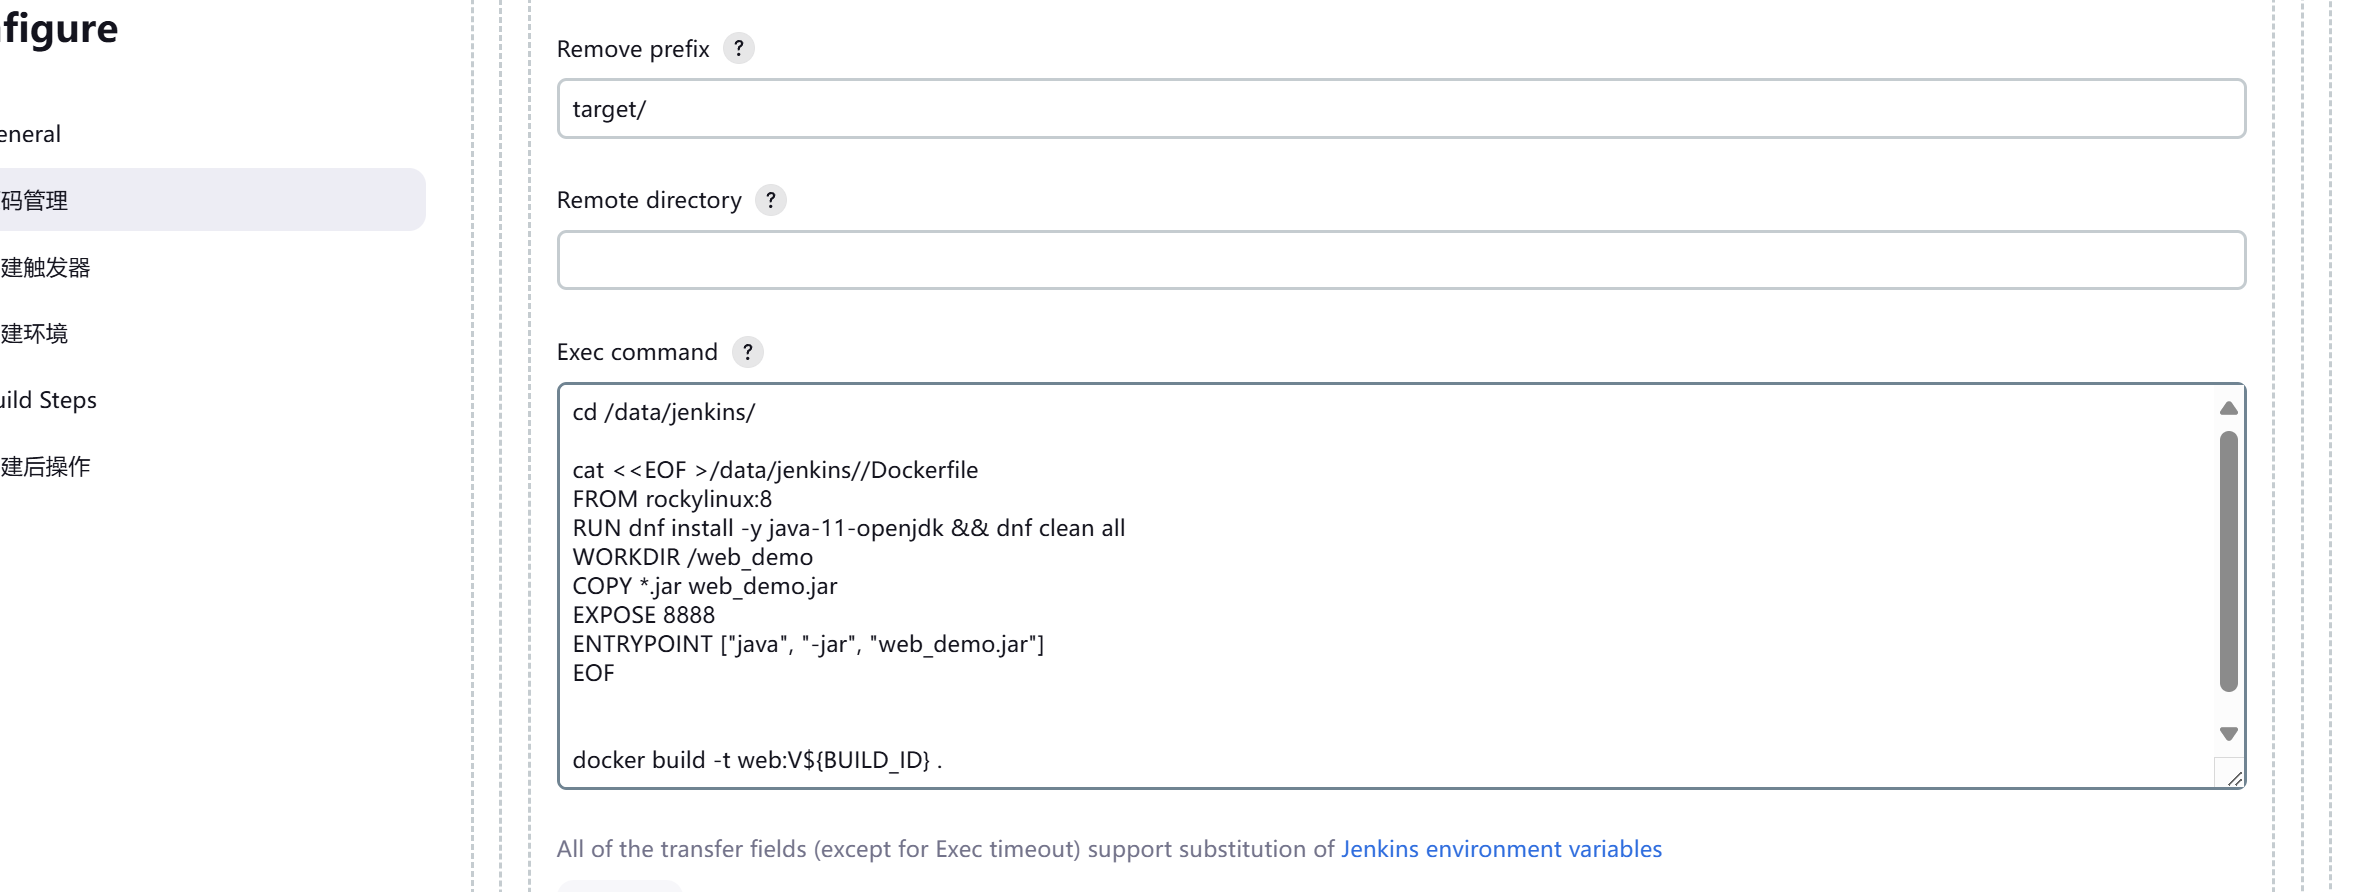 figure
eneral
码管理
建触发器
建环境
uild Steps
建后操作
Remove prefix ?
target/
Remote directory ?
Exec command ?
cd /data/jenkins/
cat <<EOF >/data/jenkins//Dockerfile
FROM rockylinux:8
RUN dnf install -y java-11-openjdk && dnf clean all
WORKDIR /web_demo
COPY *.jar web_demo.jar
EXPOSE 8888
ENTRYPOINT ["java", "-jar", "web_demo.jar"]
EOF
docker build -t web:V${BUILD_ID} .
All of the transfer fields (except for Exec timeout) support substitution of Jenkins environment variables